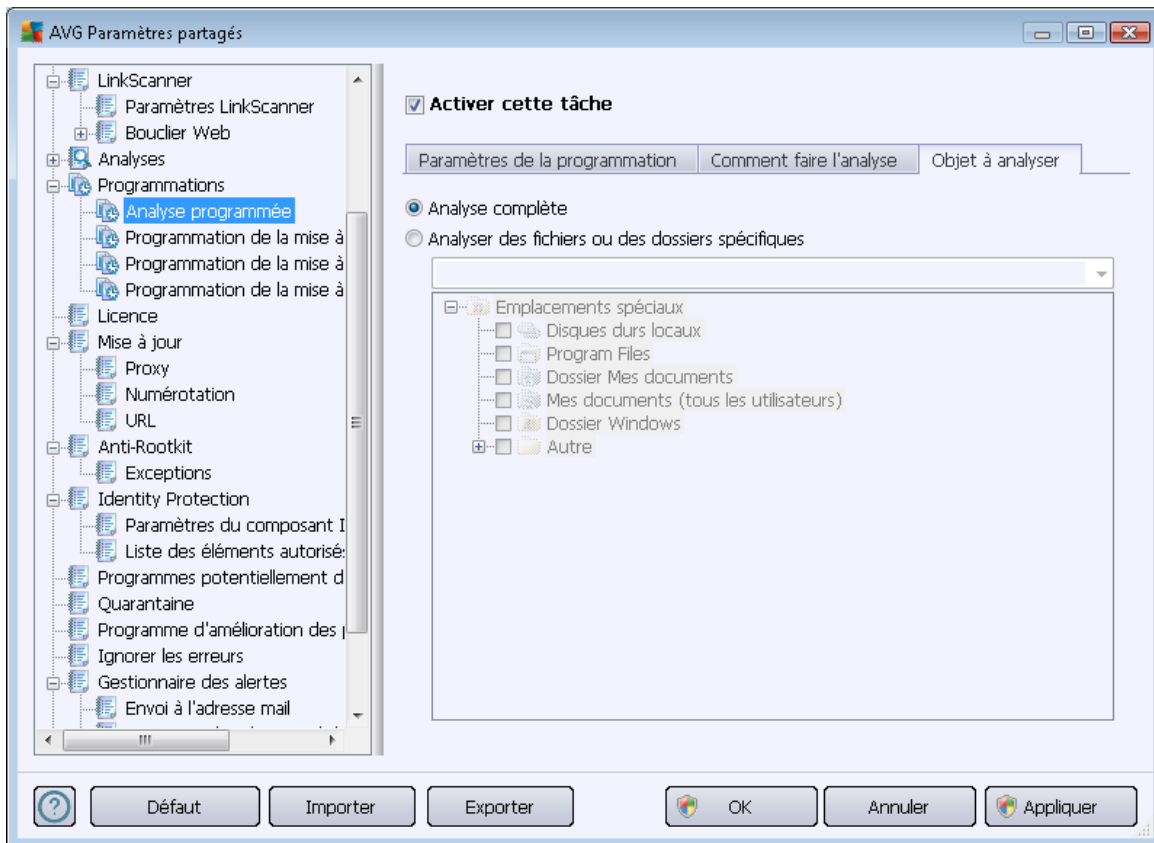 AVG Paramètres partagés
LinkScanner
Paramètres LinkScanner
Bouclier Web
Analyses
Programmations
Analyse programmée
Programmation de la mise à
Programmation de la mise à
Programmation de la mise à
Licence
Mise à jour
Proxy
Numérotation
URL
Anti-Rootkit
Exceptions
Identity Protection
Paramètres du composant I
Liste des éléments autorisés
Programmes potentiellement d
Quarantaine
Programme d'amélioration des
Ignorer les erreurs
Gestionnaire des alertes
Envoi à l'adresse mail
Activer cette tâche
Paramètres de la programmation
Comment faire l'analyse
Objet à analyser
Analyse complète
Analyser des fichiers ou des dossiers spécifiques
Emplacements spéciaux
Disques durs locaux
Program Files
Dossier Mes documents
Mes documents (tous les utilisateurs)
Dossier Windows
Autre
Défaut
Importer
Exporter
OK
Annuler
Appliquer